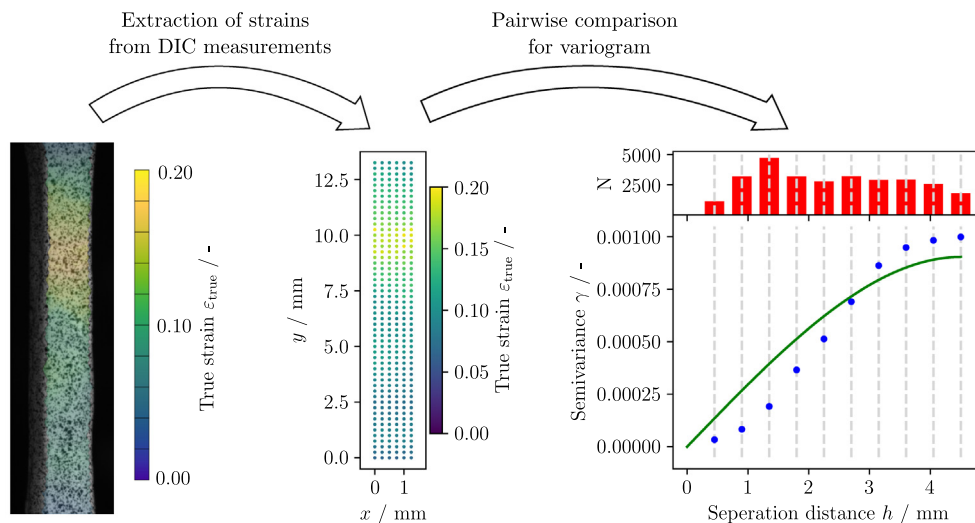 Extraction of strains
from DIC measurements
Pairwise comparison
for variogram
0.20
0.10
0.00
True strain εtrue / -
12.5
10.0
7.5
5.0
2.5
0.0
y / mm
0 1
x / mm
0.20
0.15
0.10
0.05
0.00
True strain εtrue / -
5000
2500
N
0.00100
0.00075
0.00050
0.00025
0.00000
Semivariance γ / -
0 1 2 3 4
Seperation distance h / mm